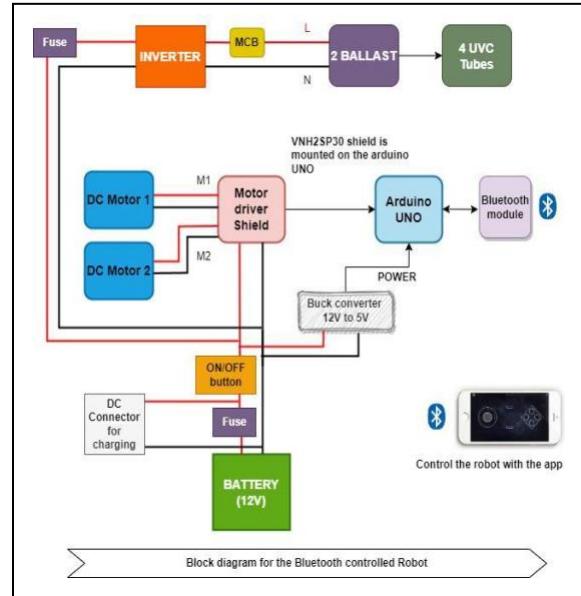 Fuse
INVERTER
MCB
L
N
2 BALLAST
4 UVC
Tubes
VNH2SP30 shield is
mounted on the arduino
UNO
DC Motor 1
M1
Motor
driver
Shield
Arduino
UNO
Bluetooth
module
DC Motor 2
M2
POWER
Buck converter
12V to 5V
ON/OFF
button
DC
Connector
for
charging
Fuse
BATTERY
(12V)
Control the robot with the app
Block diagram for the Bluetooth controlled Robot